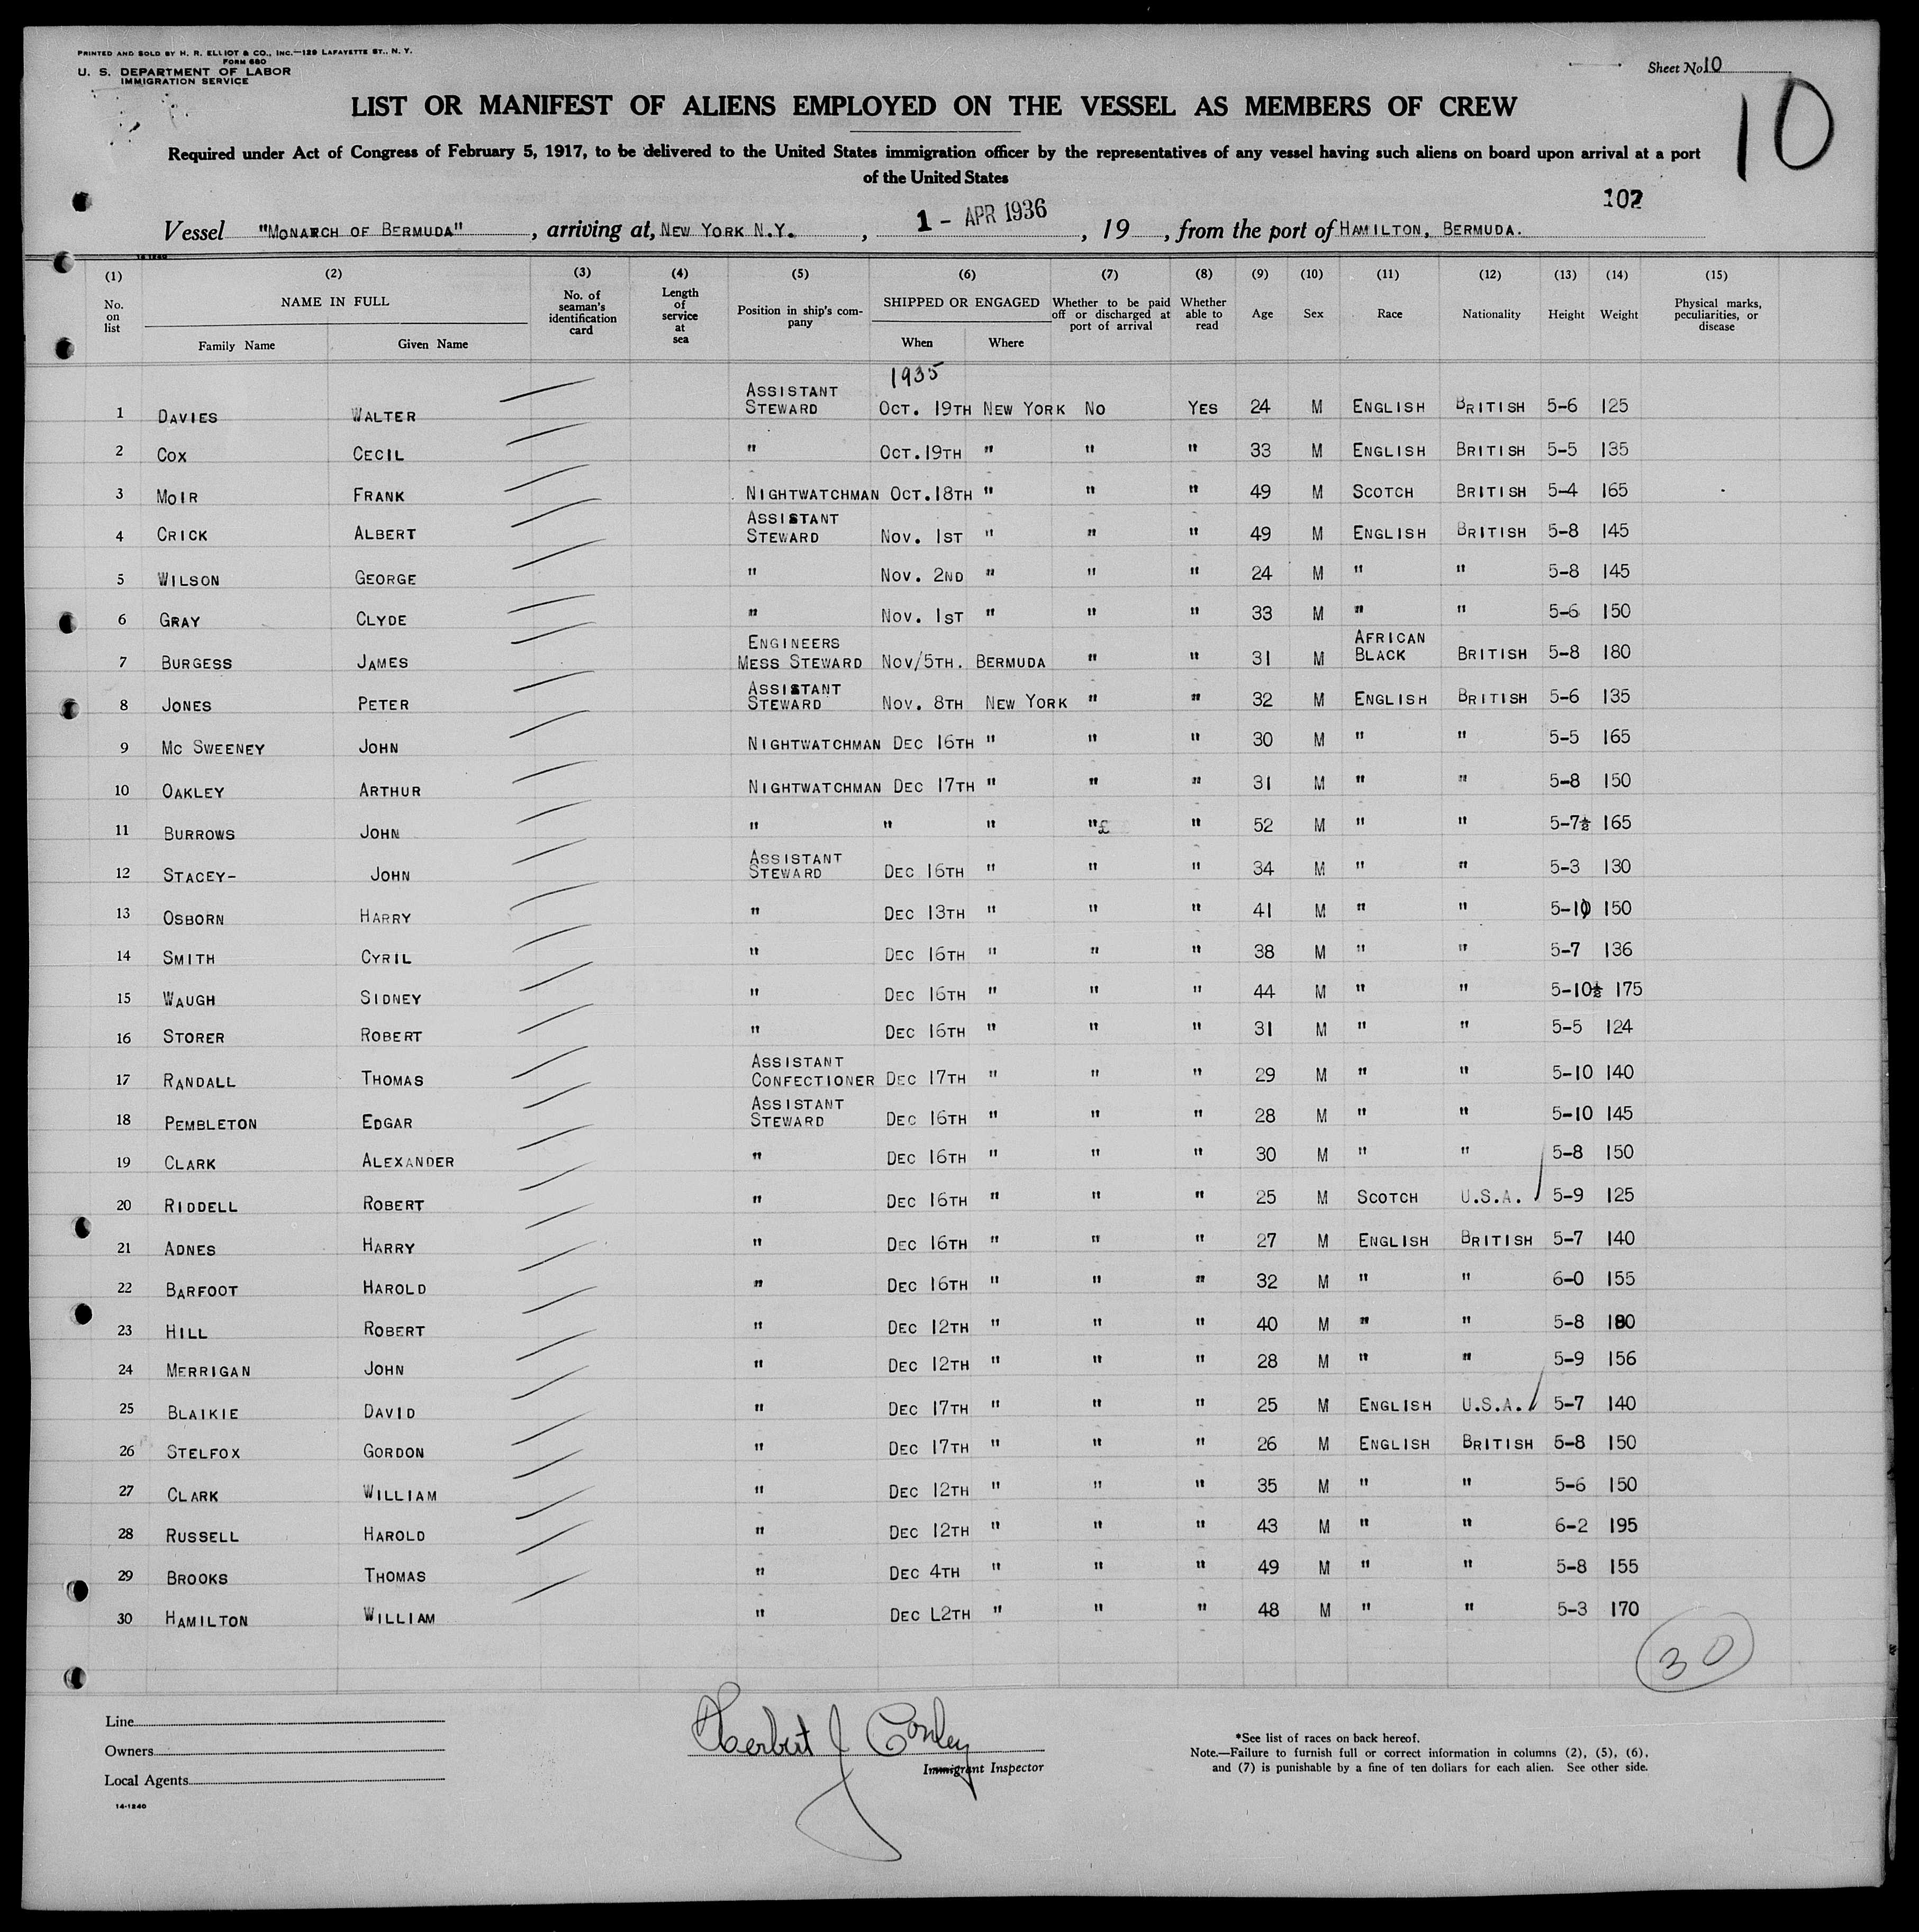 PRINTED AND SOLD BY H. R. ELLIOT & CO., INC.—129 LAFAYETTE ST., N. Y.
FORM 680
U. S. DEPARTMENT OF LABOR
IMMIGRATION SERVICE
Sheet No 10
10
LIST OR MANIFEST OF ALIENS EMPLOYED ON THE VESSEL AS MEMBERS OF CREW
Required under Act of Congress of February 5, 1917, to be delivered to the United States immigration officer by the representatives of any vessel having such aliens on board upon arrival at a port
of the United States
102
Vessel "MONARCH OF BERMUDA", arriving at, NEW YORK N.Y., 1 - APR 1936, 19 , from the port of HAMILTON, BERMUDA.
14-1240
(1) (2) (3) (4) (5) (6) (7) (8) (9) (10) (11) (12) (13) (14) (15)
No. on list NAME IN FULL Family Name Given Name No. of seaman's identification card Length of service at sea Position in ship's company SHIPPED OR ENGAGED When Where Whether to be paid off or discharged at port of arrival Whether able to read Age Sex Race Nationality Height Weight Physical marks, peculiarities, or disease
1935
1 DAVIES WALTER ASSISTANT STEWARD OCT. 19TH NEW YORK NO YES 24 M ENGLISH BRITISH 5-6 125
2 COX CECIL " OCT.19TH " " " 33 M ENGLISH BRITISH 5-5 135
3 MOIR FRANK NIGHTWATCHMAN OCT.18TH " " " 49 M SCOTCH BRITISH 5-4 165
4 CRICK ALBERT ASSISTANT STEWARD NOV. 1ST " " " 49 M ENGLISH BRITISH 5-8 145
5 WILSON GEORGE " NOV. 2ND " " " 24 M " " 5-8 145
6 GRAY CLYDE " NOV. 1ST " " " 33 M " " 5-6 150
7 BURGESS JAMES ENGINEERS MESS STEWARD NOV/5TH. BERMUDA " " 31 M AFRICAN BLACK BRITISH 5-8 180
8 JONES PETER ASSISTANT STEWARD NOV. 8TH NEW YORK " " 32 M ENGLISH BRITISH 5-6 135
9 MC SWEENEY JOHN NIGHTWATCHMAN DEC 16TH " " " 30 M " " 5-5 165
10 OAKLEY ARTHUR NIGHTWATCHMAN DEC 17TH " " " 31 M " " 5-8 150
11 BURROWS JOHN " " " "£ " 52 M " " 5-7½ 165
12 STACEY- JOHN ASSISTANT STEWARD DEC 16TH " " " 34 M " " 5-3 130
13 OSBORN HARRY " DEC 13TH " " " 41 M " " 5-10 150
14 SMITH CYRIL " DEC 16TH " " " 38 M " " 5-7 136
15 WAUGH SIDNEY " DEC 16TH " " " 44 M " " 5-10½ 175
16 STORER ROBERT " DEC 16TH " " " 31 M " " 5-5 124
17 RANDALL THOMAS ASSISTANT CONFECTIONER DEC 17TH " " " 29 M " " 5-10 140
18 PEMBLETON EDGAR ASSISTANT STEWARD DEC 16TH " " " 28 M " " 5-10 145
19 CLARK ALEXANDER " DEC 16TH " " " 30 M " " 5-8 150
20 RIDDELL ROBERT " DEC 16TH " " " 25 M SCOTCH U.S.A. 5-9 125
21 ADNES HARRY " DEC 16TH " " " 27 M ENGLISH BRITISH 5-7 140
22 BARFOOT HAROLD " DEC 16TH " " " 32 M " " 6-0 155
23 HILL ROBERT " DEC 12TH " " " 40 M " " 5-8 180
24 MERRIGAN JOHN " DEC 12TH " " " 28 M " " 5-9 156
25 BLAIKIE DAVID " DEC 17TH " " " 25 M ENGLISH U.S.A. 5-7 140
26 STELFOX GORDON " DEC 17TH " " " 26 M ENGLISH BRITISH 5-8 150
27 CLARK WILLIAM " DEC 12TH " " " 35 M " " 5-6 150
28 RUSSELL HAROLD " DEC 12TH " " " 43 M " " 6-2 195
29 BROOKS THOMAS " DEC 4TH " " " 49 M " " 5-8 155
30 HAMILTON WILLIAM " DEC L2TH " " " 48 M " " 5-3 170
30
Line
Owners
Local Agents
14-1240
Herbert J Conley
Immigrant Inspector
*See list of races on back hereof.
Note.—Failure to furnish full or correct information in columns (2), (5), (6),
and (7) is punishable by a fine of ten dollars for each alien. See other side.